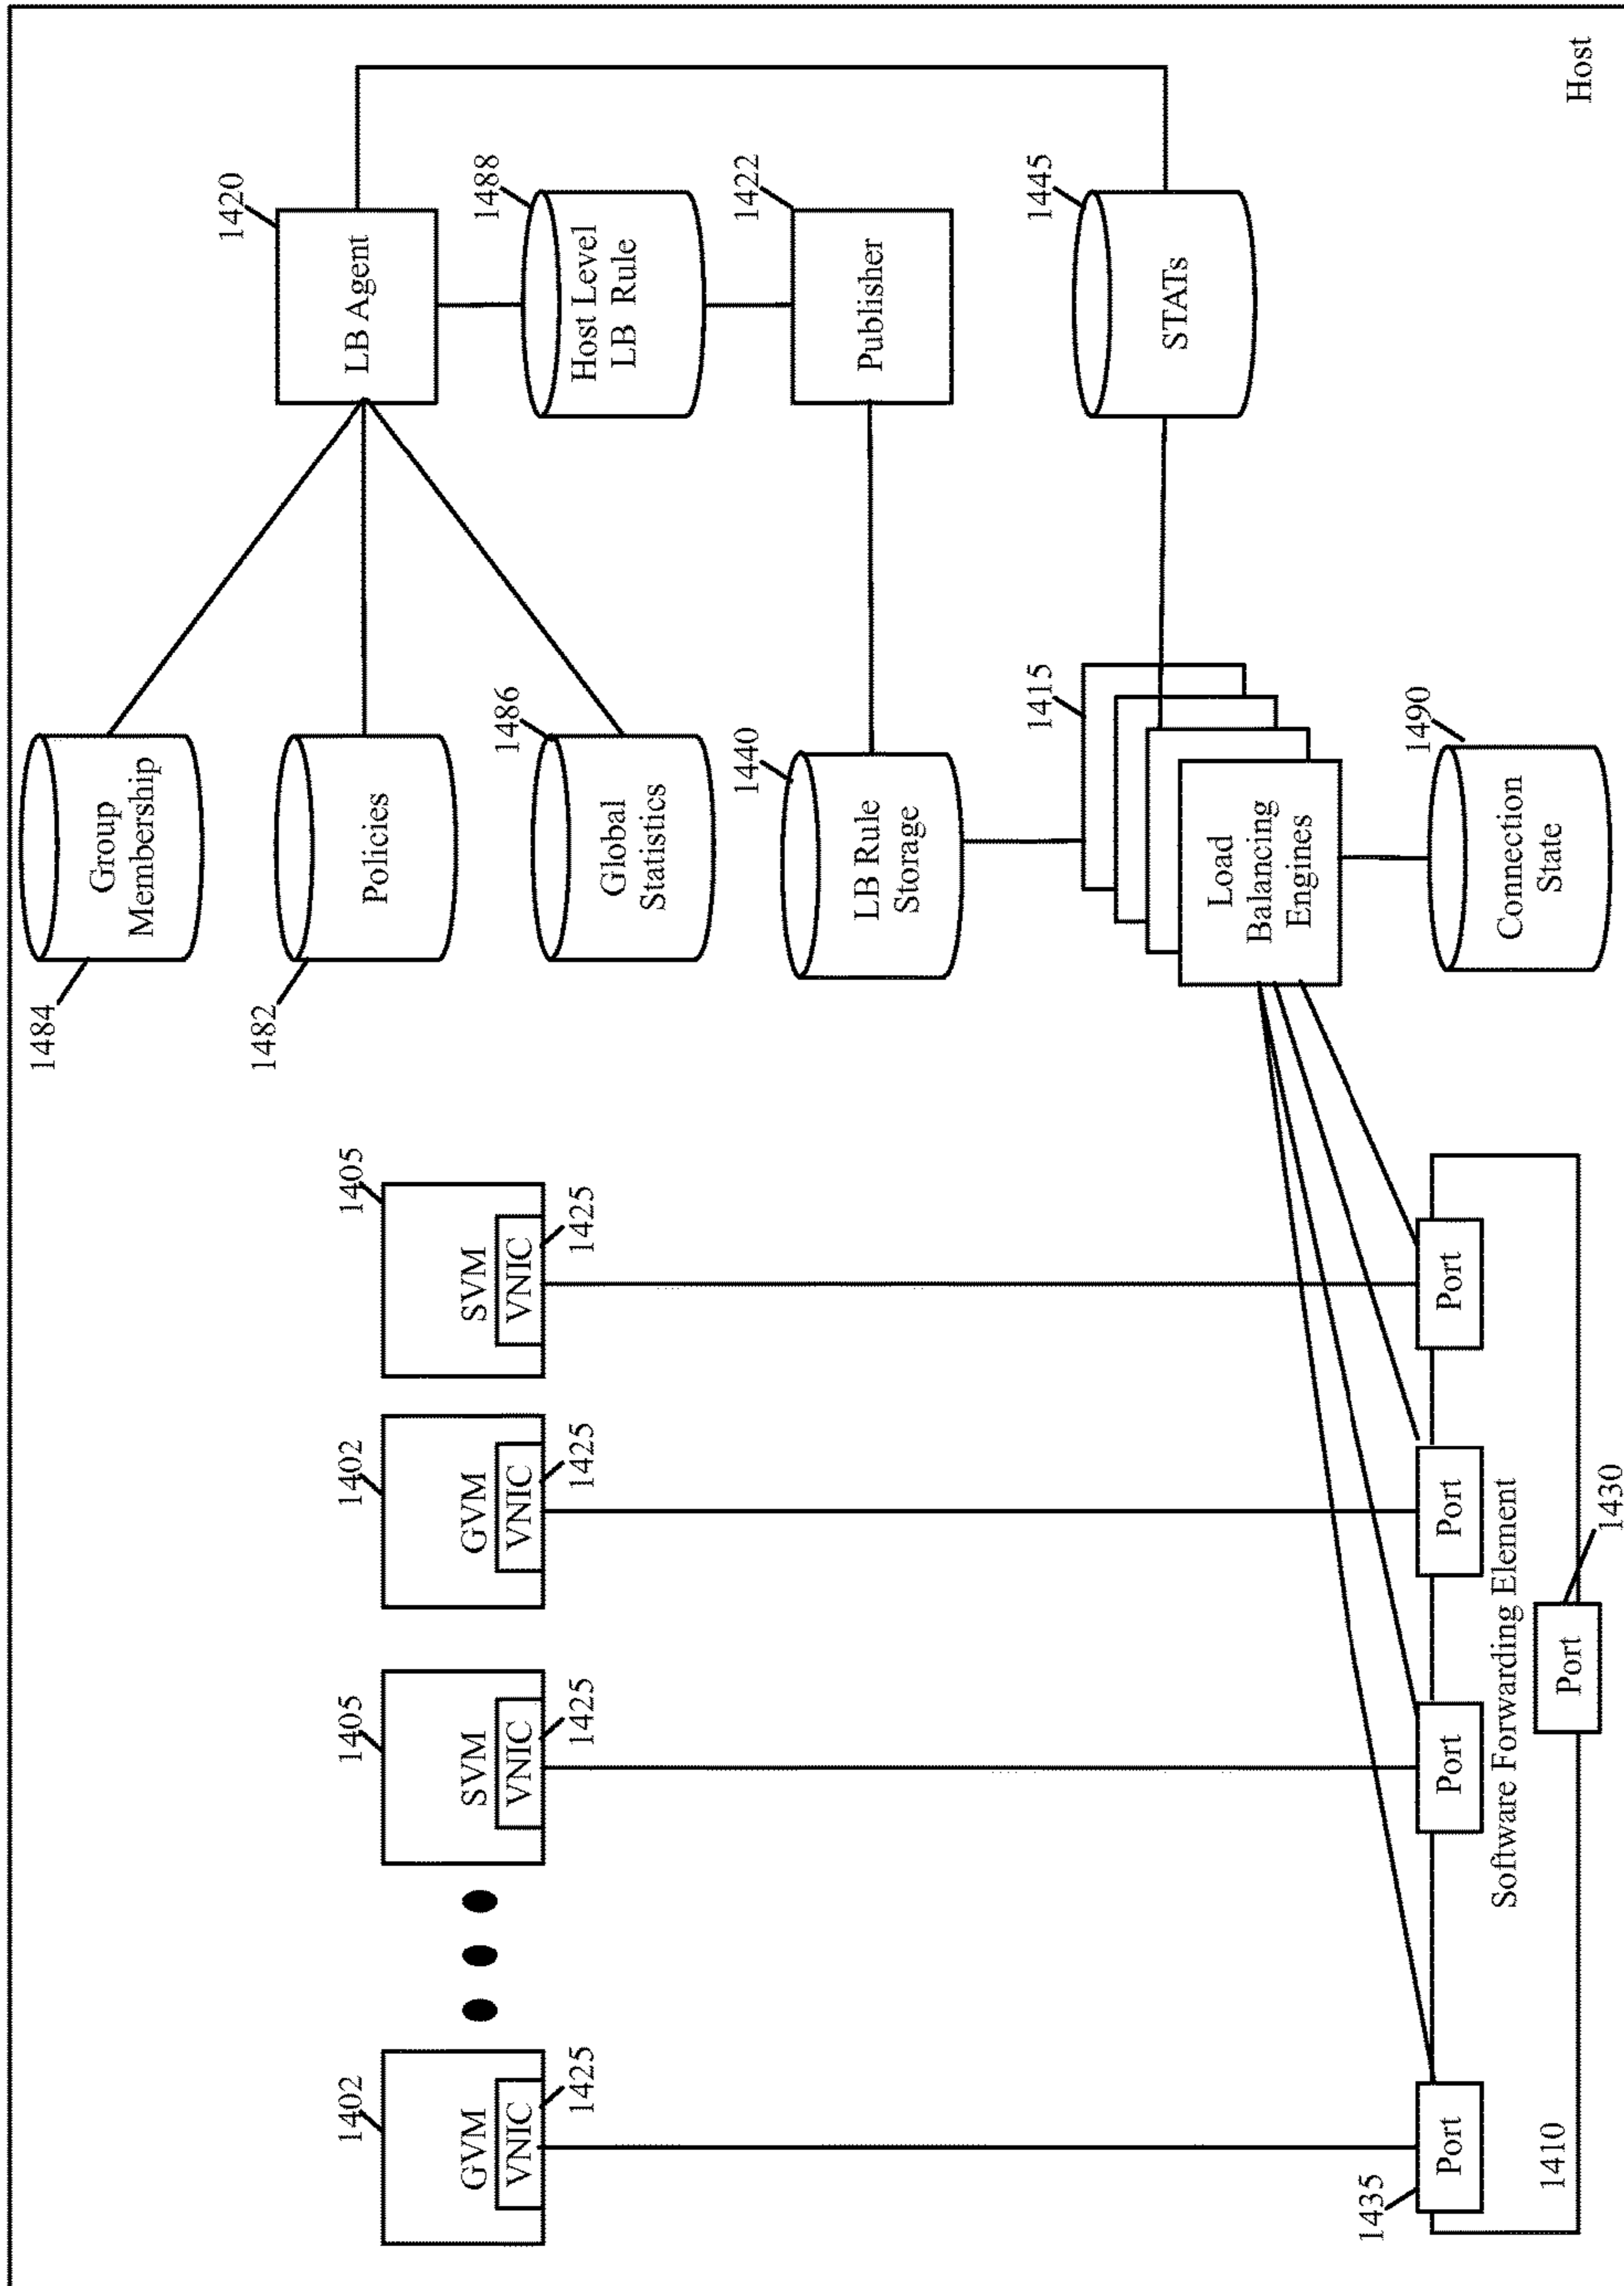 1402
GVM
VNIC
1425
1405
SVM
VNIC
1425
1402
GVM
VNIC
1425
1405
SVM
VNIC
1425
1484
Group
Membership
1482
Policies
1486
Global
Statistics
1420
LB Agent
1488
Host Level
LB Rule
1422
Publisher
1440
LB Rule
Storage
1445
STATs
1415
Load
Balancing
Engines
1490
Connection
State
1435
Port
Port
Port
Port
Software Forwarding Element
1410
Port
1430
Host